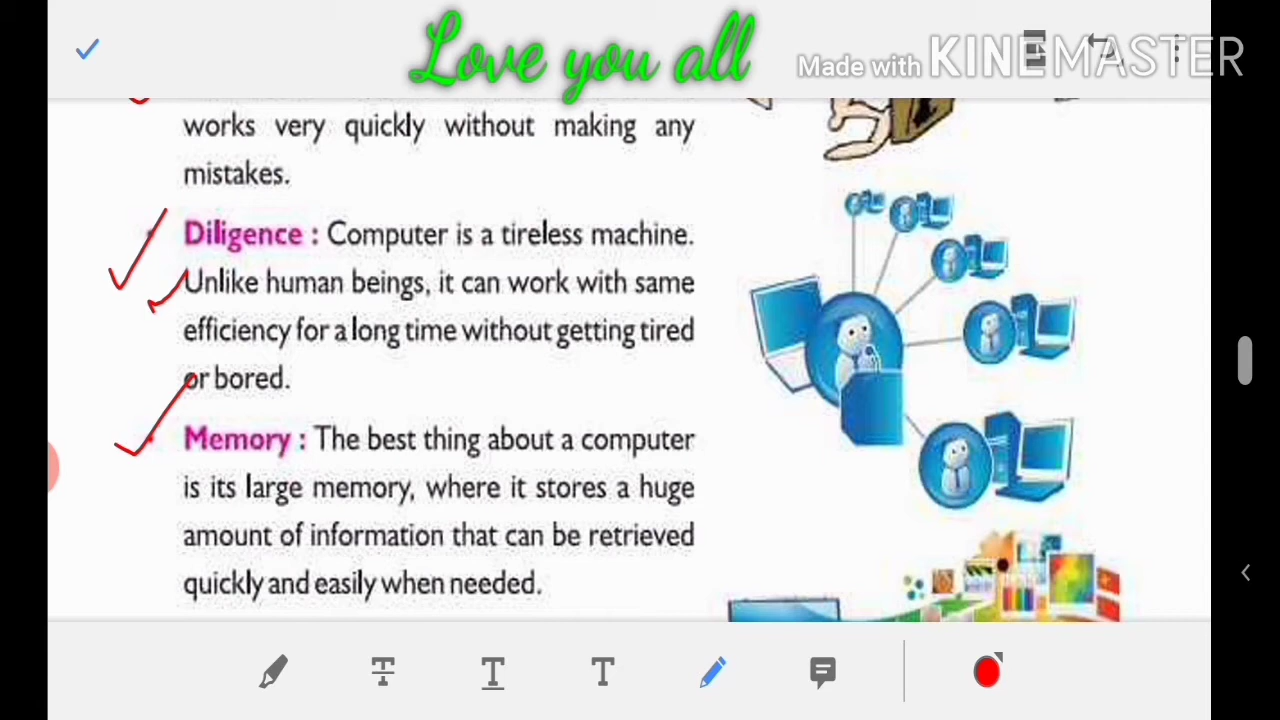 Love you all
Made with KINEMASTER
works very quickly without making any
mistakes.
Diligence : Computer is a tireless machine.
Unlike human beings, it can work with same
efficiency for a long time without getting tired
or bored.
Memory : The best thing about a computer
is its large memory, where it stores a huge
amount of information that can be retrieved
quickly and easily when needed.
T T T